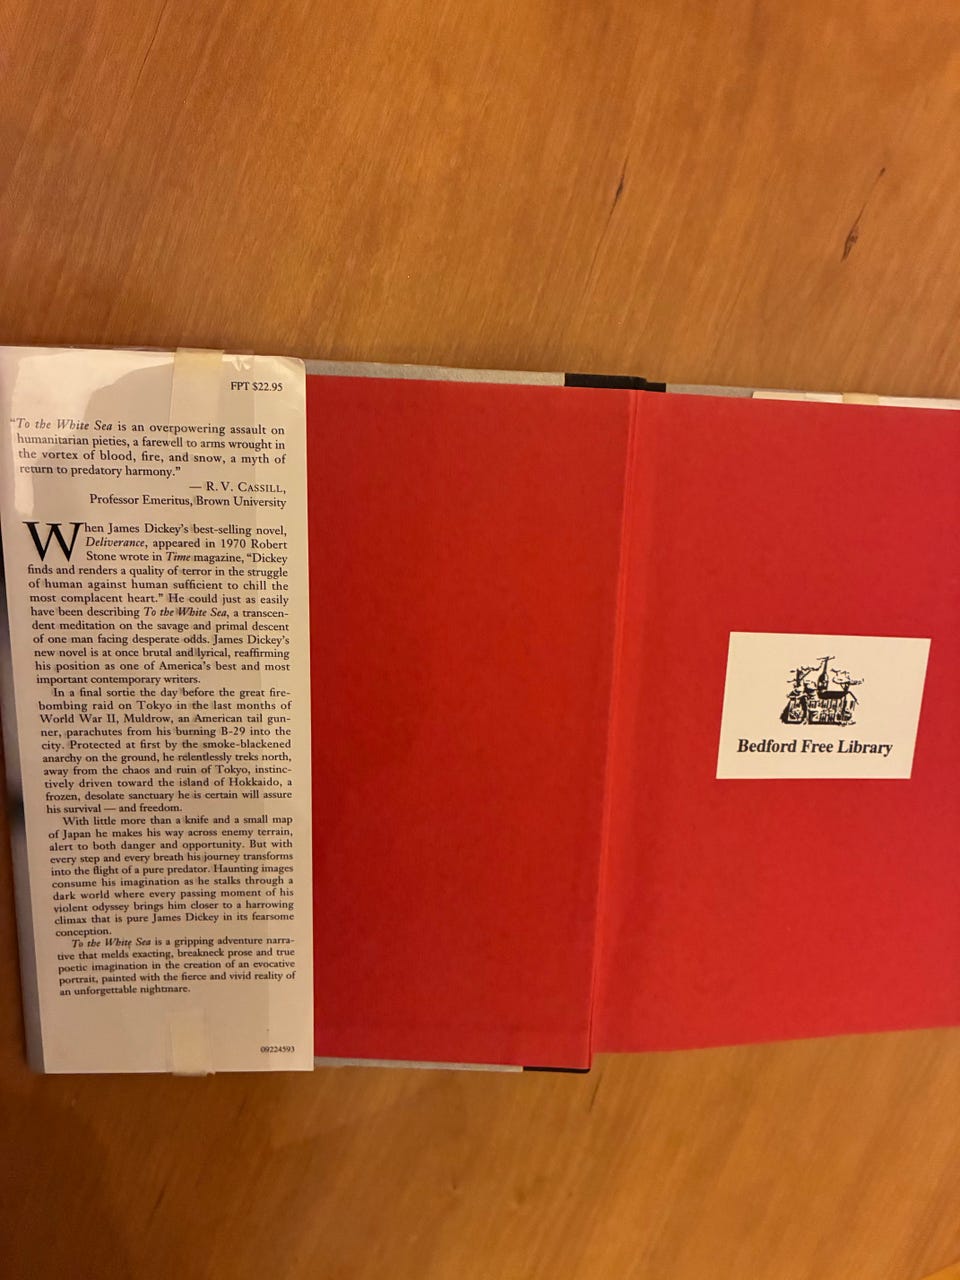 FPT $22.95
"To the White Sea is an overpowering assault on
humanitarian pieties, a farewell to arms wrought in
the vortex of blood, fire, and snow, a myth of
return to predatory harmony."
— R. V. CASSILL,
Professor Emeritus, Brown University
When James Dickey's best-selling novel,
Deliverance, appeared in 1970 Robert
Stone wrote in Time magazine, "Dickey
finds and renders a quality of terror in the struggle
of human against human sufficient to chill the
most complacent heart." He could just as easily
have been describing To the White Sea, a transcen-
dent meditation on the savage and primal descent
of one man facing desperate odds. James Dickey's
new novel is at once brutal and lyrical, reaffirming
his position as one of America's best and most
important contemporary writers.
In a final sortie the day before the great fire-
bombing raid on Tokyo in the last months of
World War II, Muldrow, an American tail gun-
ner, parachutes from his burning B-29 into the
city. Protected at first by the smoke-blackened
anarchy on the ground, he relentlessly treks north,
away from the chaos and ruin of Tokyo, instinc-
tively driven toward the island of Hokkaido, a
frozen, desolate sanctuary he is certain will assure
his survival — and freedom.
With little more than a knife and a small map
of Japan he makes his way across enemy terrain,
alert to both danger and opportunity. But with
every step and every breath his journey transforms
into the flight of a pure predator. Haunting images
consume his imagination as he stalks through a
dark world where every passing moment of his
violent odyssey brings him closer to a harrowing
climax that is pure James Dickey in its fearsome
conception.
To the White Sea is a gripping adventure narra-
tive that melds exacting, breakneck prose and true
poetic imagination in the creation of an evocative
portrait, painted with the fierce and vivid reality of
an unforgettable nightmare.
09224593
Bedford Free Library